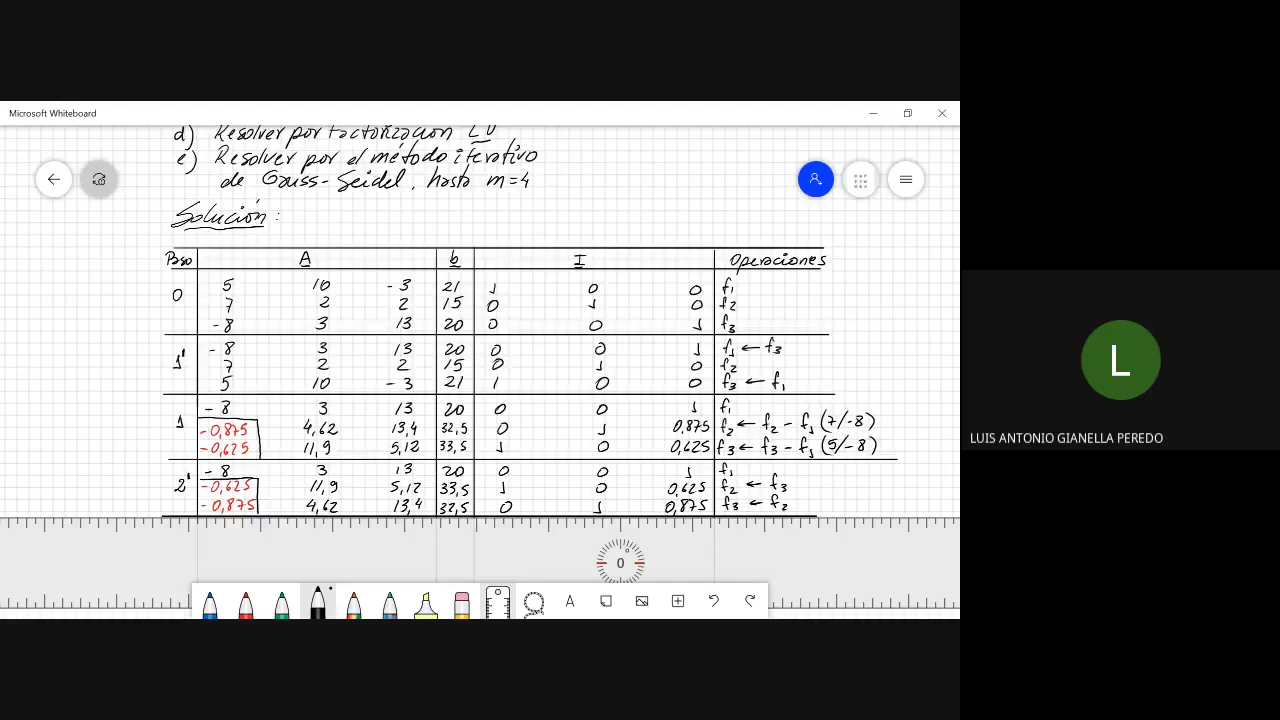 Microsoft Whiteboard
d) Resolver por factorización LU
e) Resolver por el método iterativo
de Gauss-Seidel, hasta m=4
Solución:
Paso A b I Operaciones
0 5 10 -3 21 1 0 0 f1
7 2 2 15 0 1 0 f2
-8 3 13 20 0 0 1 f3
1' -8 3 13 20 0 0 1 f1 ← f3
7 2 2 15 0 1 0 f2
5 10 -3 21 1 0 0 f3 ← f1
1 -8 3 13 20 0 0 1 f1
-0,875 4,62 13,4 32,5 0 1 0,875 f2 ← f2 - f1 (7/-8)
-0,625 11,9 5,12 33,5 1 0 0,625 f3 ← f3 - f1 (5/-8)
2' -8 3 13 20 0 0 1 f1
-0,625 11,9 5,12 33,5 1 0 0,625 f2 ← f3
-0,875 4,62 13,4 32,5 0 1 0,875 f3 ← f2
0
A
L
LUIS ANTONIO GIANELLA PEREDO